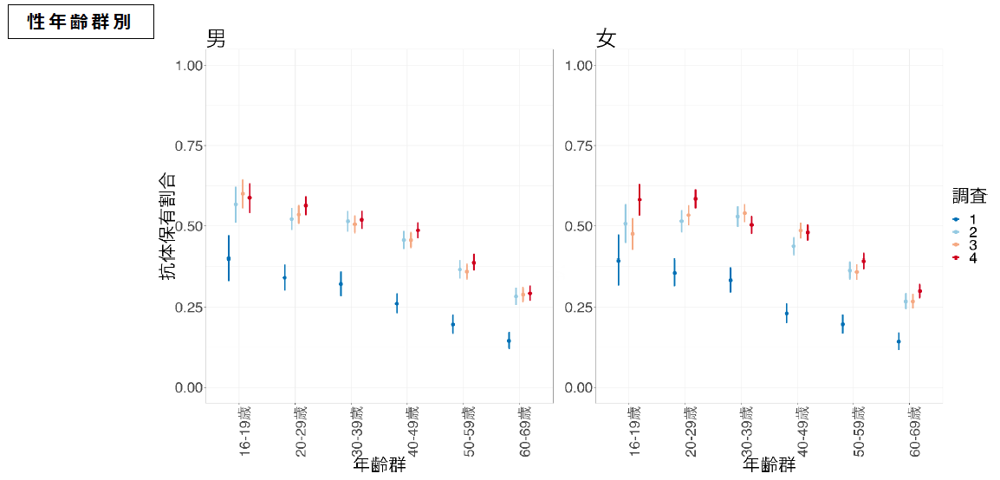 性年齢群別
男
抗体保有割合
1.00
0.75
0.50
0.25
0.00
16-19歳
20-29歳
30-39歳
40-49歳
50-59歳
60-69歳
年齢群
女
1.00
0.75
0.50
0.25
0.00
16-19歳
20-29歳
30-39歳
40-49歳
50-59歳
60-69歳
年齢群
調査
1
2
3
4